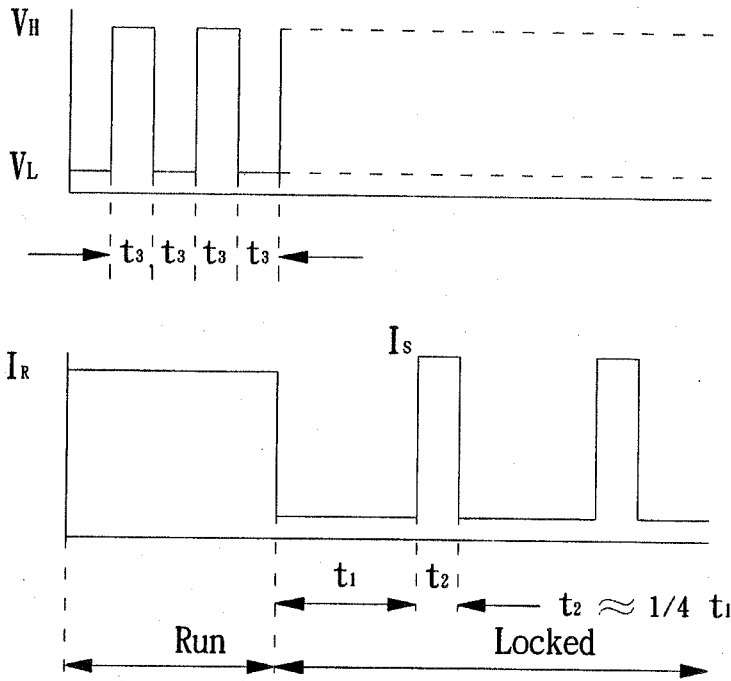 VH
VL
t3 t3 t3 t3
IR
IS
t1 t2
t2 ≈ 1/4 t1
Run Locked